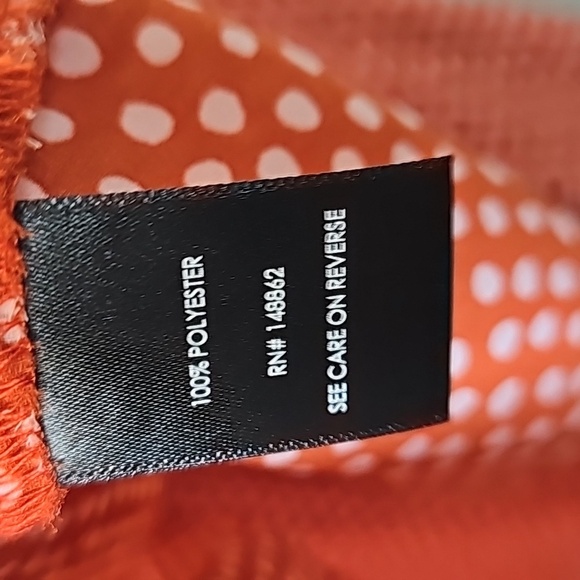 100% POLYESTER
RN# 148862
SEE CARE ON REVERSE